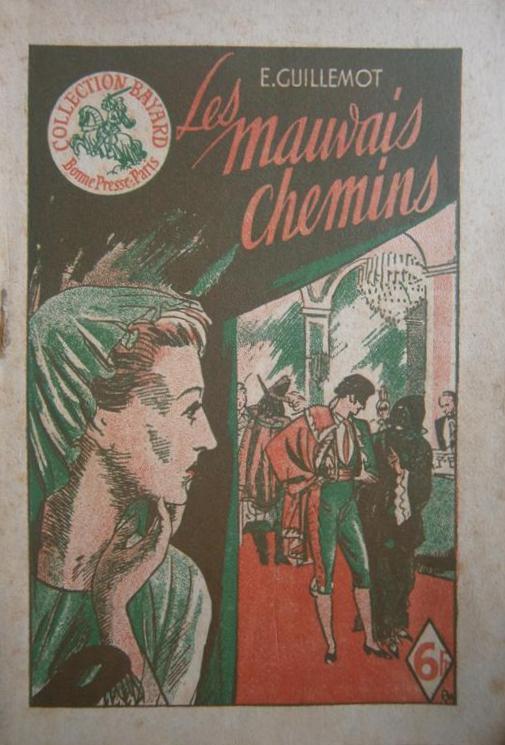 E. GUILLEMOT
Les
mauvais
chemins
COLLECTION BAYARD
Bonne Presse-Paris
6f